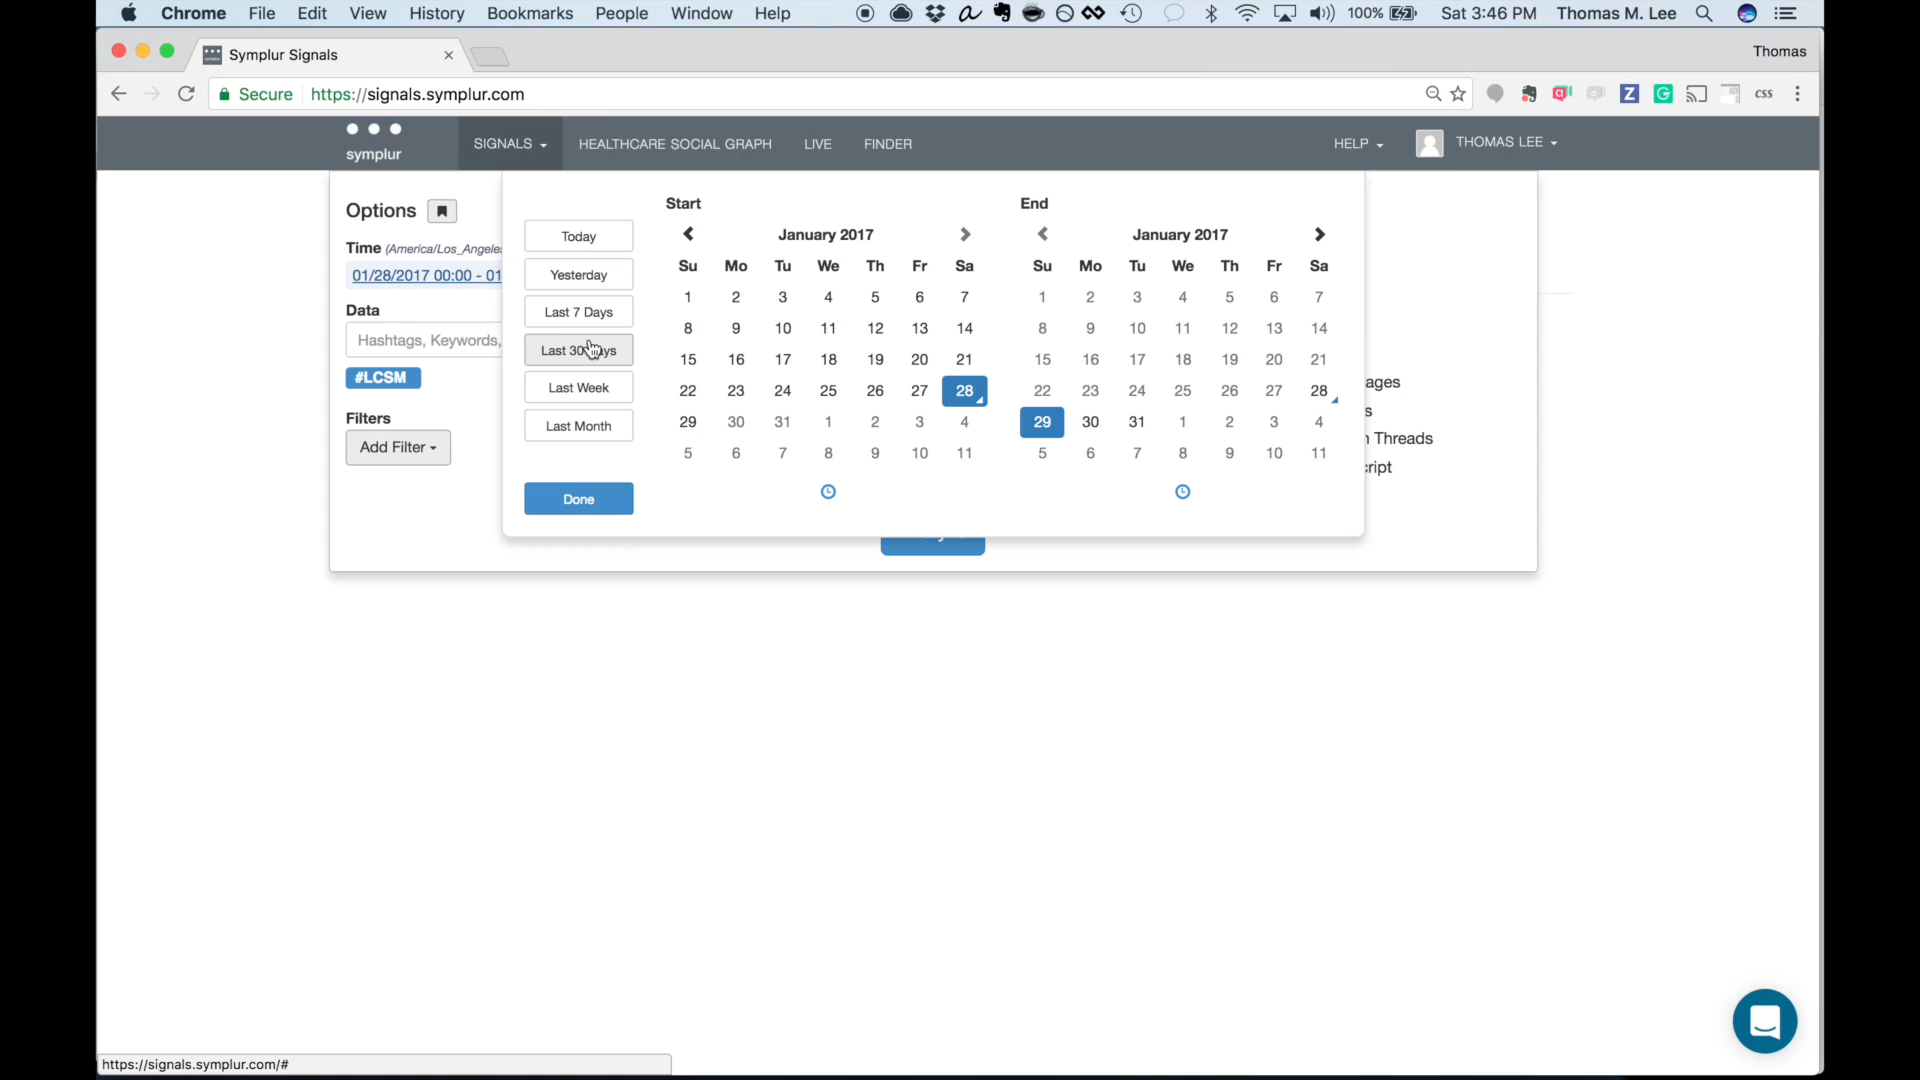 Chrome File Edit View History Bookmarks People Window Help 100% Sat 3:46 PM Thomas M. Lee
Symplur Signals × Thomas
Secure https://signals.symplur.com css
symplur SIGNALS HEALTHCARE SOCIAL GRAPH LIVE FINDER HELP THOMAS LEE
Options
Time (America/Los_Angeles
01/28/2017 00:00 - 01
Data
Hashtags, Keywords,
#LCSM
Filters
Add Filter
Today
Yesterday
Last 7 Days
Last 30 Days
Last Week
Last Month
Done
Start
January 2017
Su Mo Tu We Th Fr Sa
1 2 3 4 5 6 7
8 9 10 11 12 13 14
15 16 17 18 19 20 21
22 23 24 25 26 27 28
29 30 31 1 2 3 4
5 6 7 8 9 10 11
End
January 2017
Su Mo Tu We Th Fr Sa
1 2 3 4 5 6 7
8 9 10 11 12 13 14
15 16 17 18 19 20 21
22 23 24 25 26 27 28
29 30 31 1 2 3 4
5 6 7 8 9 10 11
ages
s
Threads
cript
https://signals.symplur.com/#